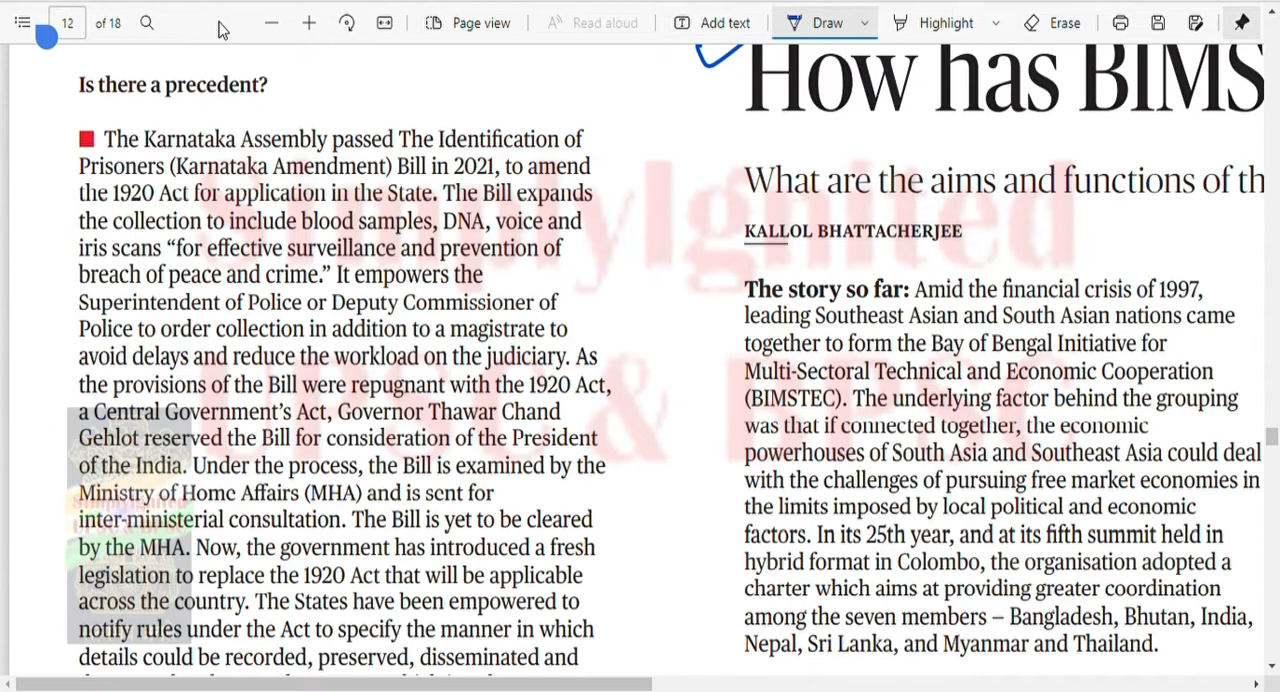 12 of 18
Page view
Read aloud
Add text
Draw
Highlight
Erase
Is there a precedent?
The Karnataka Assembly passed The Identification of
Prisoners (Karnataka Amendment) Bill in 2021, to amend
the 1920 Act for application in the State. The Bill expands
the collection to include blood samples, DNA, voice and
iris scans “for effective surveillance and prevention of
breach of peace and crime.” It empowers the
Superintendent of Police or Deputy Commissioner of
Police to order collection in addition to a magistrate to
avoid delays and reduce the workload on the judiciary. As
the provisions of the Bill were repugnant with the 1920 Act,
a Central Government’s Act, Governor Thawar Chand
Gehlot reserved the Bill for consideration of the President
of the India. Under the process, the Bill is examined by the
Ministry of Home Affairs (MHA) and is sent for
inter-ministerial consultation. The Bill is yet to be cleared
by the MHA. Now, the government has introduced a fresh
legislation to replace the 1920 Act that will be applicable
across the country. The States have been empowered to
notify rules under the Act to specify the manner in which
details could be recorded, preserved, disseminated and
How has BIMS
What are the aims and functions of th
KALLOL BHATTACHERJEE
The story so far: Amid the financial crisis of 1997,
leading Southeast Asian and South Asian nations came
together to form the Bay of Bengal Initiative for
Multi-Sectoral Technical and Economic Cooperation
(BIMSTEC). The underlying factor behind the grouping
was that if connected together, the economic
powerhouses of South Asia and Southeast Asia could deal
with the challenges of pursuing free market economies in
the limits imposed by local political and economic
factors. In its 25th year, and at its fifth summit held in
hybrid format in Colombo, the organisation adopted a
charter which aims at providing greater coordination
among the seven members – Bangladesh, Bhutan, India,
Nepal, Sri Lanka, and Myanmar and Thailand.
SimplyIgnited
UPSC & BPSC